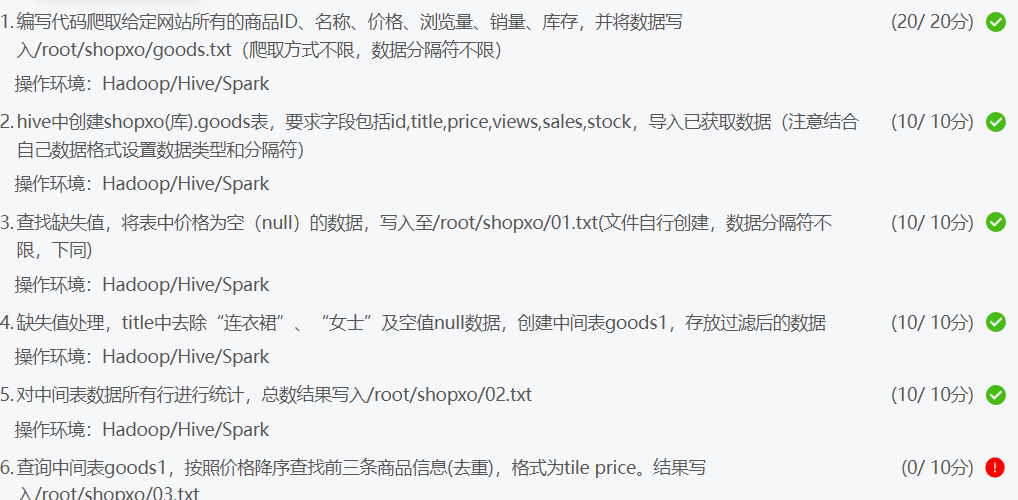 1. 编写代码爬取给定网站所有的商品ID、名称、价格、浏览量、销量、库存，并将数据写 (20/ 20分)
入/root/shopxo/goods.txt（爬取方式不限，数据分隔符不限）
操作环境：Hadoop/Hive/Spark
2. hive中创建shopxo(库).goods表，要求字段包括id,title,price,views,sales,stock，导入已获取数据（注意结合 (10/ 10分)
自己数据格式设置数据类型和分隔符）
操作环境：Hadoop/Hive/Spark
3. 查找缺失值，将表中价格为空（null）的数据，写入至/root/shopxo/01.txt(文件自行创建，数据分隔符不 (10/ 10分)
限，下同)
操作环境：Hadoop/Hive/Spark
4. 缺失值处理，title中去除“连衣裙”、“女士”及空值null数据，创建中间表goods1，存放过滤后的数据 (10/ 10分)
操作环境：Hadoop/Hive/Spark
5. 对中间表数据所有行进行统计，总数结果写入/root/shopxo/02.txt (10/ 10分)
操作环境：Hadoop/Hive/Spark
6. 查询中间表goods1，按照价格降序查找前三条商品信息(去重)，格式为tile price。结果写 (0/ 10分)
入/root/shopxo/03.txt